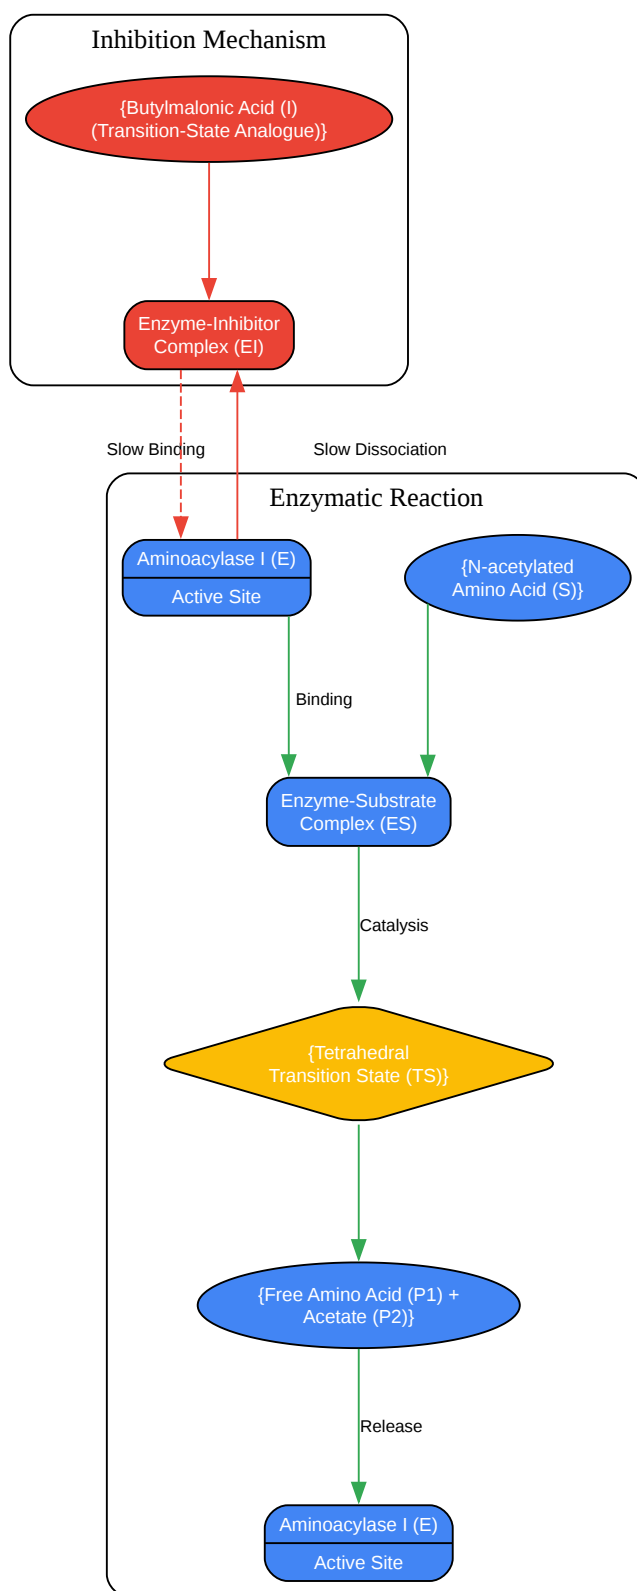 Inhibition Mechanism
{Butylmalonic Acid (I)
(Transition-State Analogue)}
Enzyme-Inhibitor
Complex (EI)
Slow Binding
Slow Dissociation
Enzymatic Reaction
Aminoacylase I (E)
Active Site
{N-acetylated
Amino Acid (S)}
Binding
Enzyme-Substrate
Complex (ES)
Catalysis
{Tetrahedral
Transition State (TS)}
{Free Amino Acid (P1) +
Acetate (P2)}
Release
Aminoacylase I (E)
Active Site